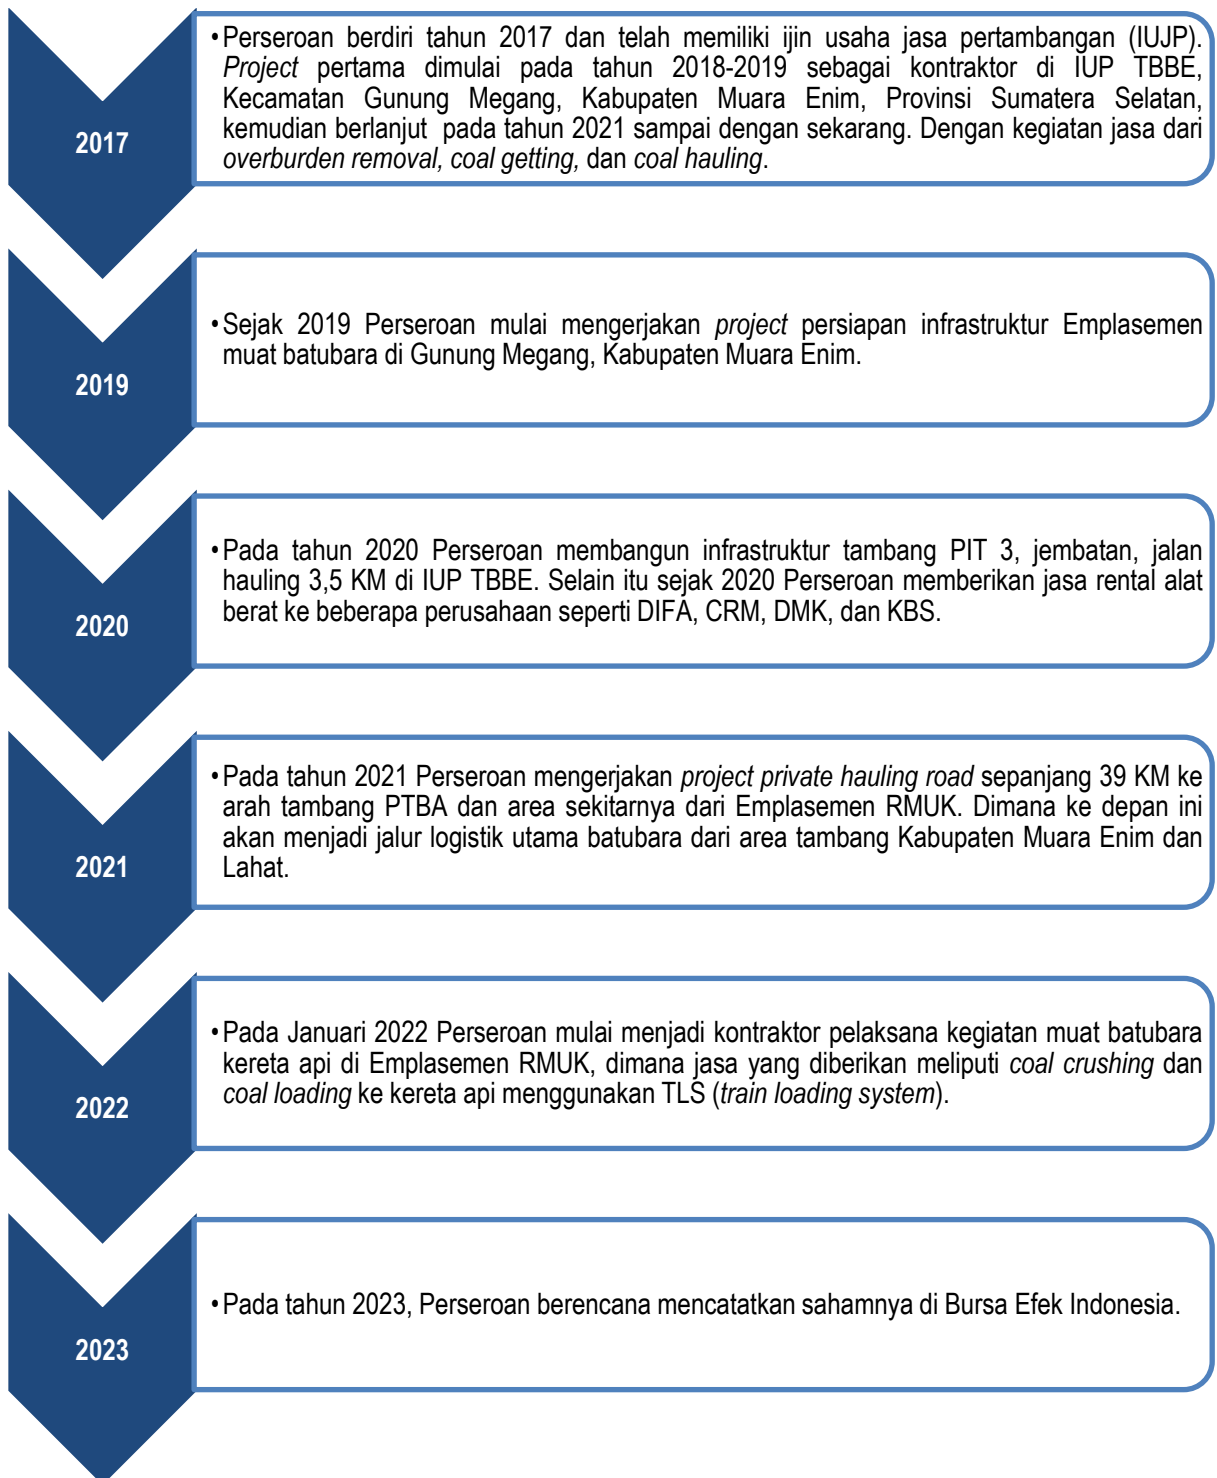 2017
•Perseroan berdiri tahun 2017 dan telah memiliki ijin usaha jasa pertambangan (IUJP).
Project pertama dimulai pada tahun 2018-2019 sebagai kontraktor di IUP TBBE,
Kecamatan Gunung Megang, Kabupaten Muara Enim, Provinsi Sumatera Selatan,
kemudian berlanjut pada tahun 2021 sampai dengan sekarang. Dengan kegiatan jasa dari
overburden removal, coal getting, dan coal hauling.
2019
•Sejak 2019 Perseroan mulai mengerjakan project persiapan infrastruktur Emplasemen
muat batubara di Gunung Megang, Kabupaten Muara Enim.
2020
•Pada tahun 2020 Perseroan membangun infrastruktur tambang PIT 3, jembatan, jalan
hauling 3,5 KM di IUP TBBE. Selain itu sejak 2020 Perseroan memberikan jasa rental alat
berat ke beberapa perusahaan seperti DIFA, CRM, DMK, dan KBS.
2021
•Pada tahun 2021 Perseroan mengerjakan project private hauling road sepanjang 39 KM ke
arah tambang PTBA dan area sekitarnya dari Emplasemen RMUK. Dimana ke depan ini
akan menjadi jalur logistik utama batubara dari area tambang Kabupaten Muara Enim dan
Lahat.
2022
•Pada Januari 2022 Perseroan mulai menjadi kontraktor pelaksana kegiatan muat batubara
kereta api di Emplasemen RMUK, dimana jasa yang diberikan meliputi coal crushing dan
coal loading ke kereta api menggunakan TLS (train loading system).
2023
•Pada tahun 2023, Perseroan berencana mencatatkan sahamnya di Bursa Efek Indonesia.